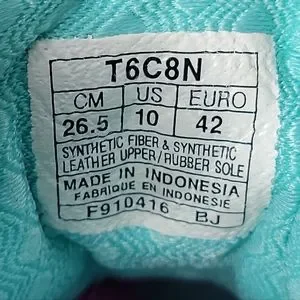 T6C8N
CM US EURO
26.5 10 42
SYNTHETIC FIBER & SYNTHETIC
LEATHER UPPER/RUBBER SOLE
MADE IN INDONESIA
FABRIQUE EN INDONESIE
F910416 BJ